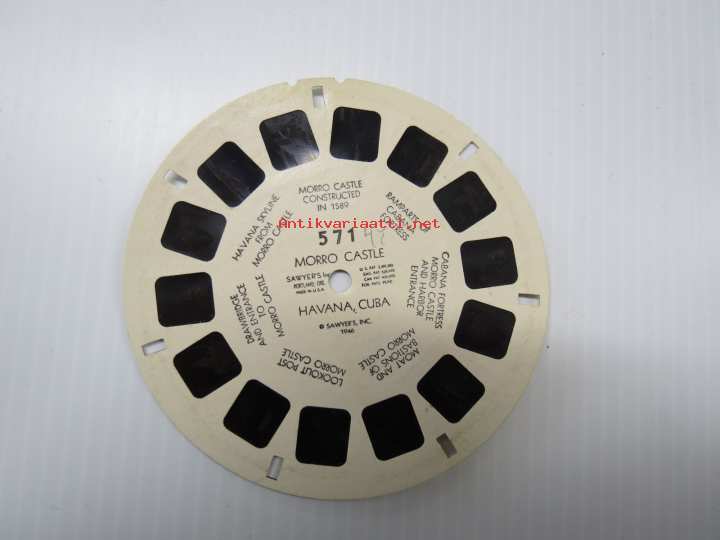 MORRO CASTLE
CONSTRUCTED
IN 1589
Antikvariaatti.net
571
MORRO CASTLE
SAWYER'S Inc.
PORTLAND, ORE.
MADE IN U.S.A.
HAVANA, CUBA
© SAWYER'S, INC.
1946
RAMPARTS OF
CABANA
FORTRESS
CABANA FORTRESS
MORRO CASTLE
AND HARBOR
ENTRANCE
MOAT AND
BASTIONS OF
MORRO CASTLE
LOOKOUT POST
MORRO CASTLE
DRAWBRIDGE
AND ENTRANCE
TO
MORRO CASTLE
HAVANA SKYLINE
FROM
MORRO CASTLE